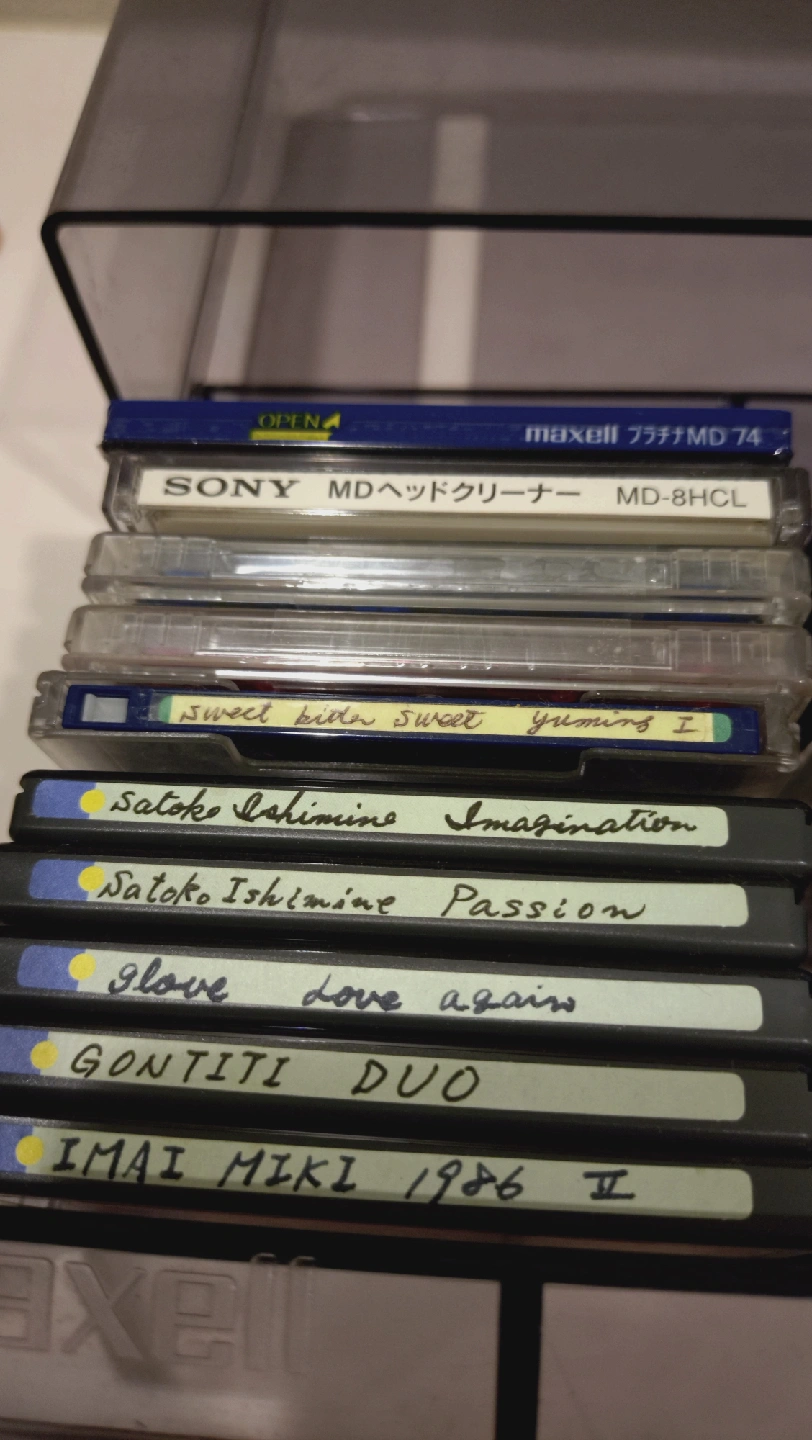 OPEN
maxell プラチナMD 74
SONY MDヘッドクリーナー MD-8HCL
sweet bitter sweet yuming I
Satoko Ishimine Imagination
Satoko Ishimine Passion
glove Love again
GONTITI DUO
IMAI MIKI 1986 II
maxell